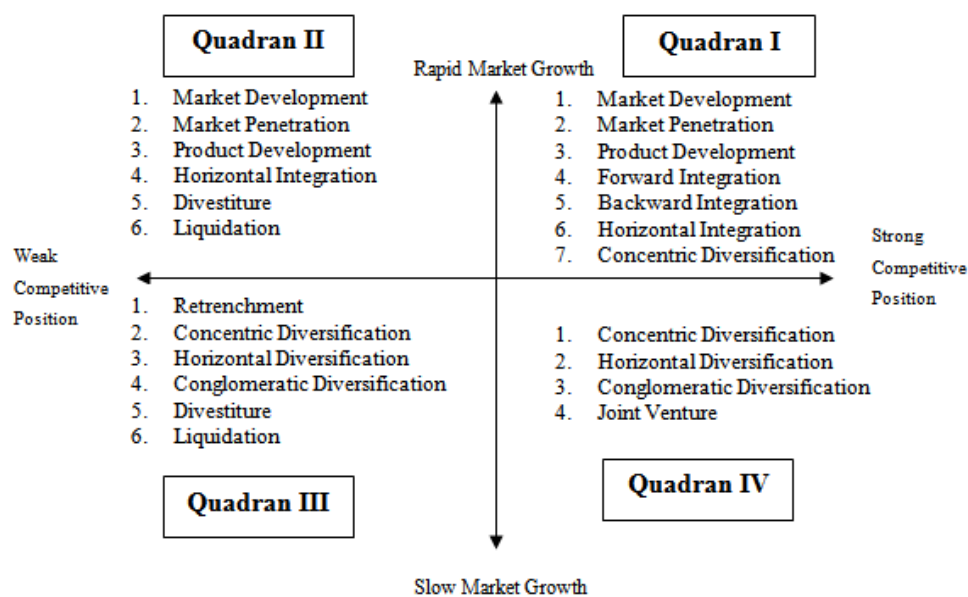 Quadran II
Quadran I
Rapid Market Growth
1. Market Development
2. Market Penetration
3. Product Development
4. Horizontal Integration
5. Divestiture
6. Liquidation
1. Market Development
2. Market Penetration
3. Product Development
4. Forward Integration
5. Backward Integration
6. Horizontal Integration
7. Concentric Diversification
Weak
Competitive
Position
Strong
Competitive
Position
1. Retrenchment
2. Concentric Diversification
3. Horizontal Diversification
4. Conglomeratic Diversification
5. Divestiture
6. Liquidation
1. Concentric Diversification
2. Horizontal Diversification
3. Conglomeratic Diversification
4. Joint Venture
Quadran III
Quadran IV
Slow Market Growth